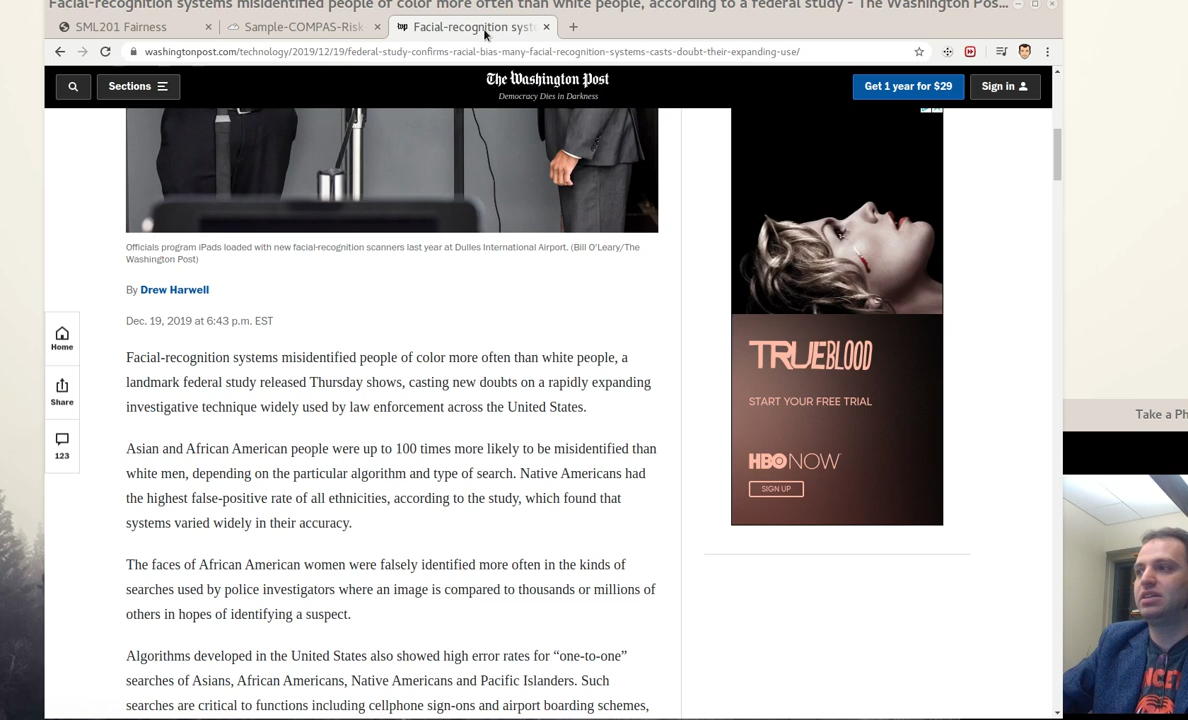 Facial-recognition systems misidentified people of color more often than white people, according to a federal study - The Washington Pos...
SML201 Fairness
Sample-COMPAS-Risk
Facial-recognition syste
washingtonpost.com/technology/2019/12/19/federal-study-confirms-racial-bias-many-facial-recognition-systems-casts-doubt-their-expanding-use/
Sections
The Washington Post
Democracy Dies in Darkness
Get 1 year for $29
Sign in
Officials program iPads loaded with new facial-recognition scanners last year at Dulles International Airport. (Bill O'Leary/The
Washington Post)
By Drew Harwell
Dec. 19, 2019 at 6:43 p.m. EST
Home
Share
123
Facial-recognition systems misidentified people of color more often than white people, a
landmark federal study released Thursday shows, casting new doubts on a rapidly expanding
investigative technique widely used by law enforcement across the United States.
Asian and African American people were up to 100 times more likely to be misidentified than
white men, depending on the particular algorithm and type of search. Native Americans had
the highest false-positive rate of all ethnicities, according to the study, which found that
systems varied widely in their accuracy.
The faces of African American women were falsely identified more often in the kinds of
searches used by police investigators where an image is compared to thousands or millions of
others in hopes of identifying a suspect.
Algorithms developed in the United States also showed high error rates for “one-to-one”
searches of Asians, African Americans, Native Americans and Pacific Islanders. Such
searches are critical to functions including cellphone sign-ons and airport boarding schemes,
TRUEBLOOD
START YOUR FREE TRIAL
HBO NOW
SIGN UP
Take a Ph